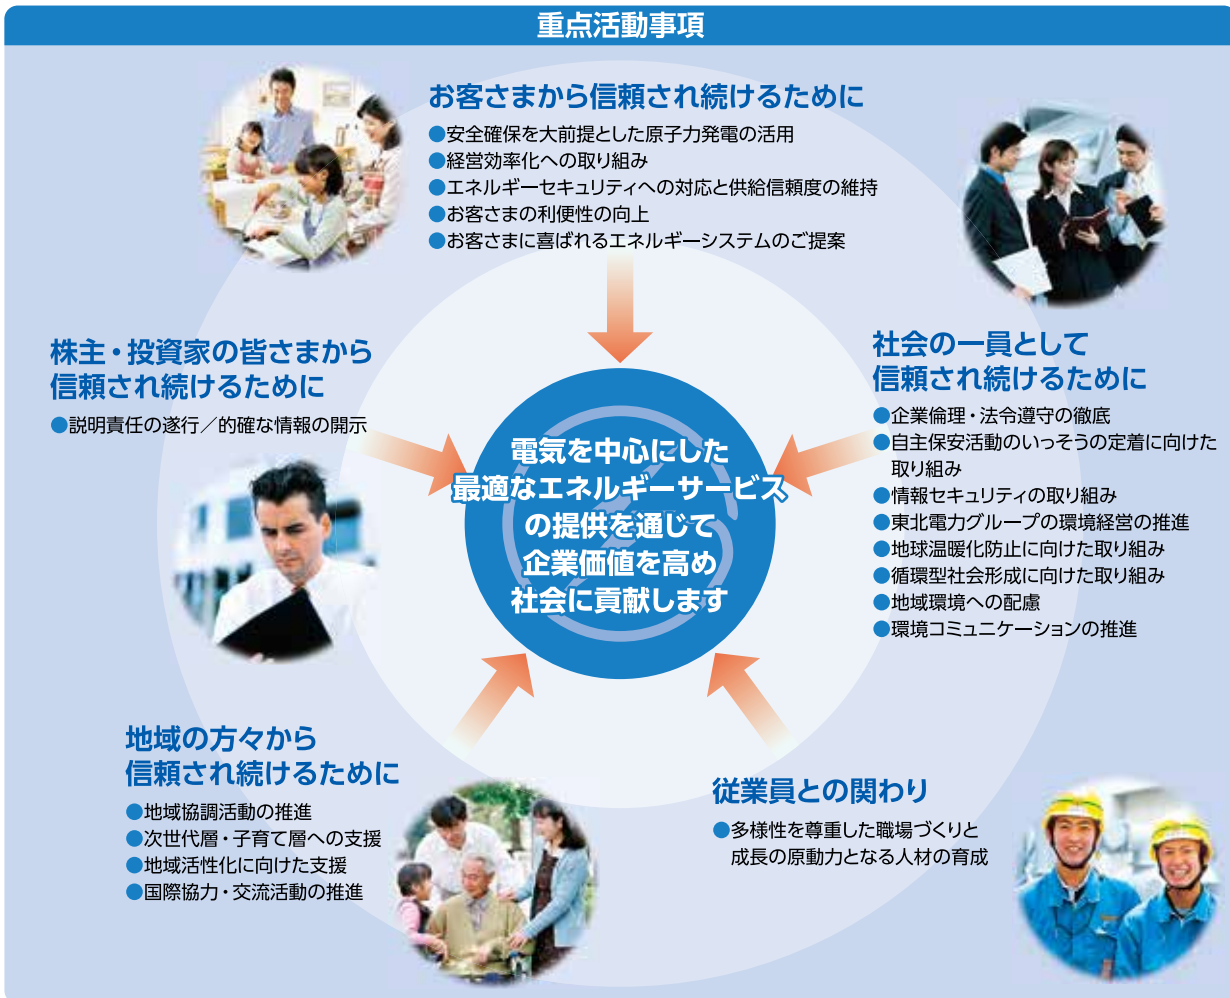 重点活動事項
お客さまから信頼され続けるために
●安全確保を大前提とした原子力発電の活用
●経営効率化への取り組み
●エネルギーセキュリティへの対応と供給信頼度の維持
●お客さまの利便性の向上
●お客さまに喜ばれるエネルギーシステムのご提案
株主・投資家の皆さまから
信頼され続けるために
●説明責任の遂行／的確な情報の開示
社会の一員として
信頼され続けるために
●企業倫理・法令遵守の徹底
●自主保安活動のいっそうの定着に向けた
取り組み
●情報セキュリティの取り組み
●東北電力グループの環境経営の推進
●地球温暖化防止に向けた取り組み
●循環型社会形成に向けた取り組み
●地域環境への配慮
●環境コミュニケーションの推進
電気を中心にした
最適なエネルギーサービス
の提供を通じて
企業価値を高め
社会に貢献します
地域の方々から
信頼され続けるために
●地域協調活動の推進
●次世代層・子育て層への支援
●地域活性化に向けた支援
●国際協力・交流活動の推進
従業員との関わり
●多様性を尊重した職場づくりと
成長の原動力となる人材の育成